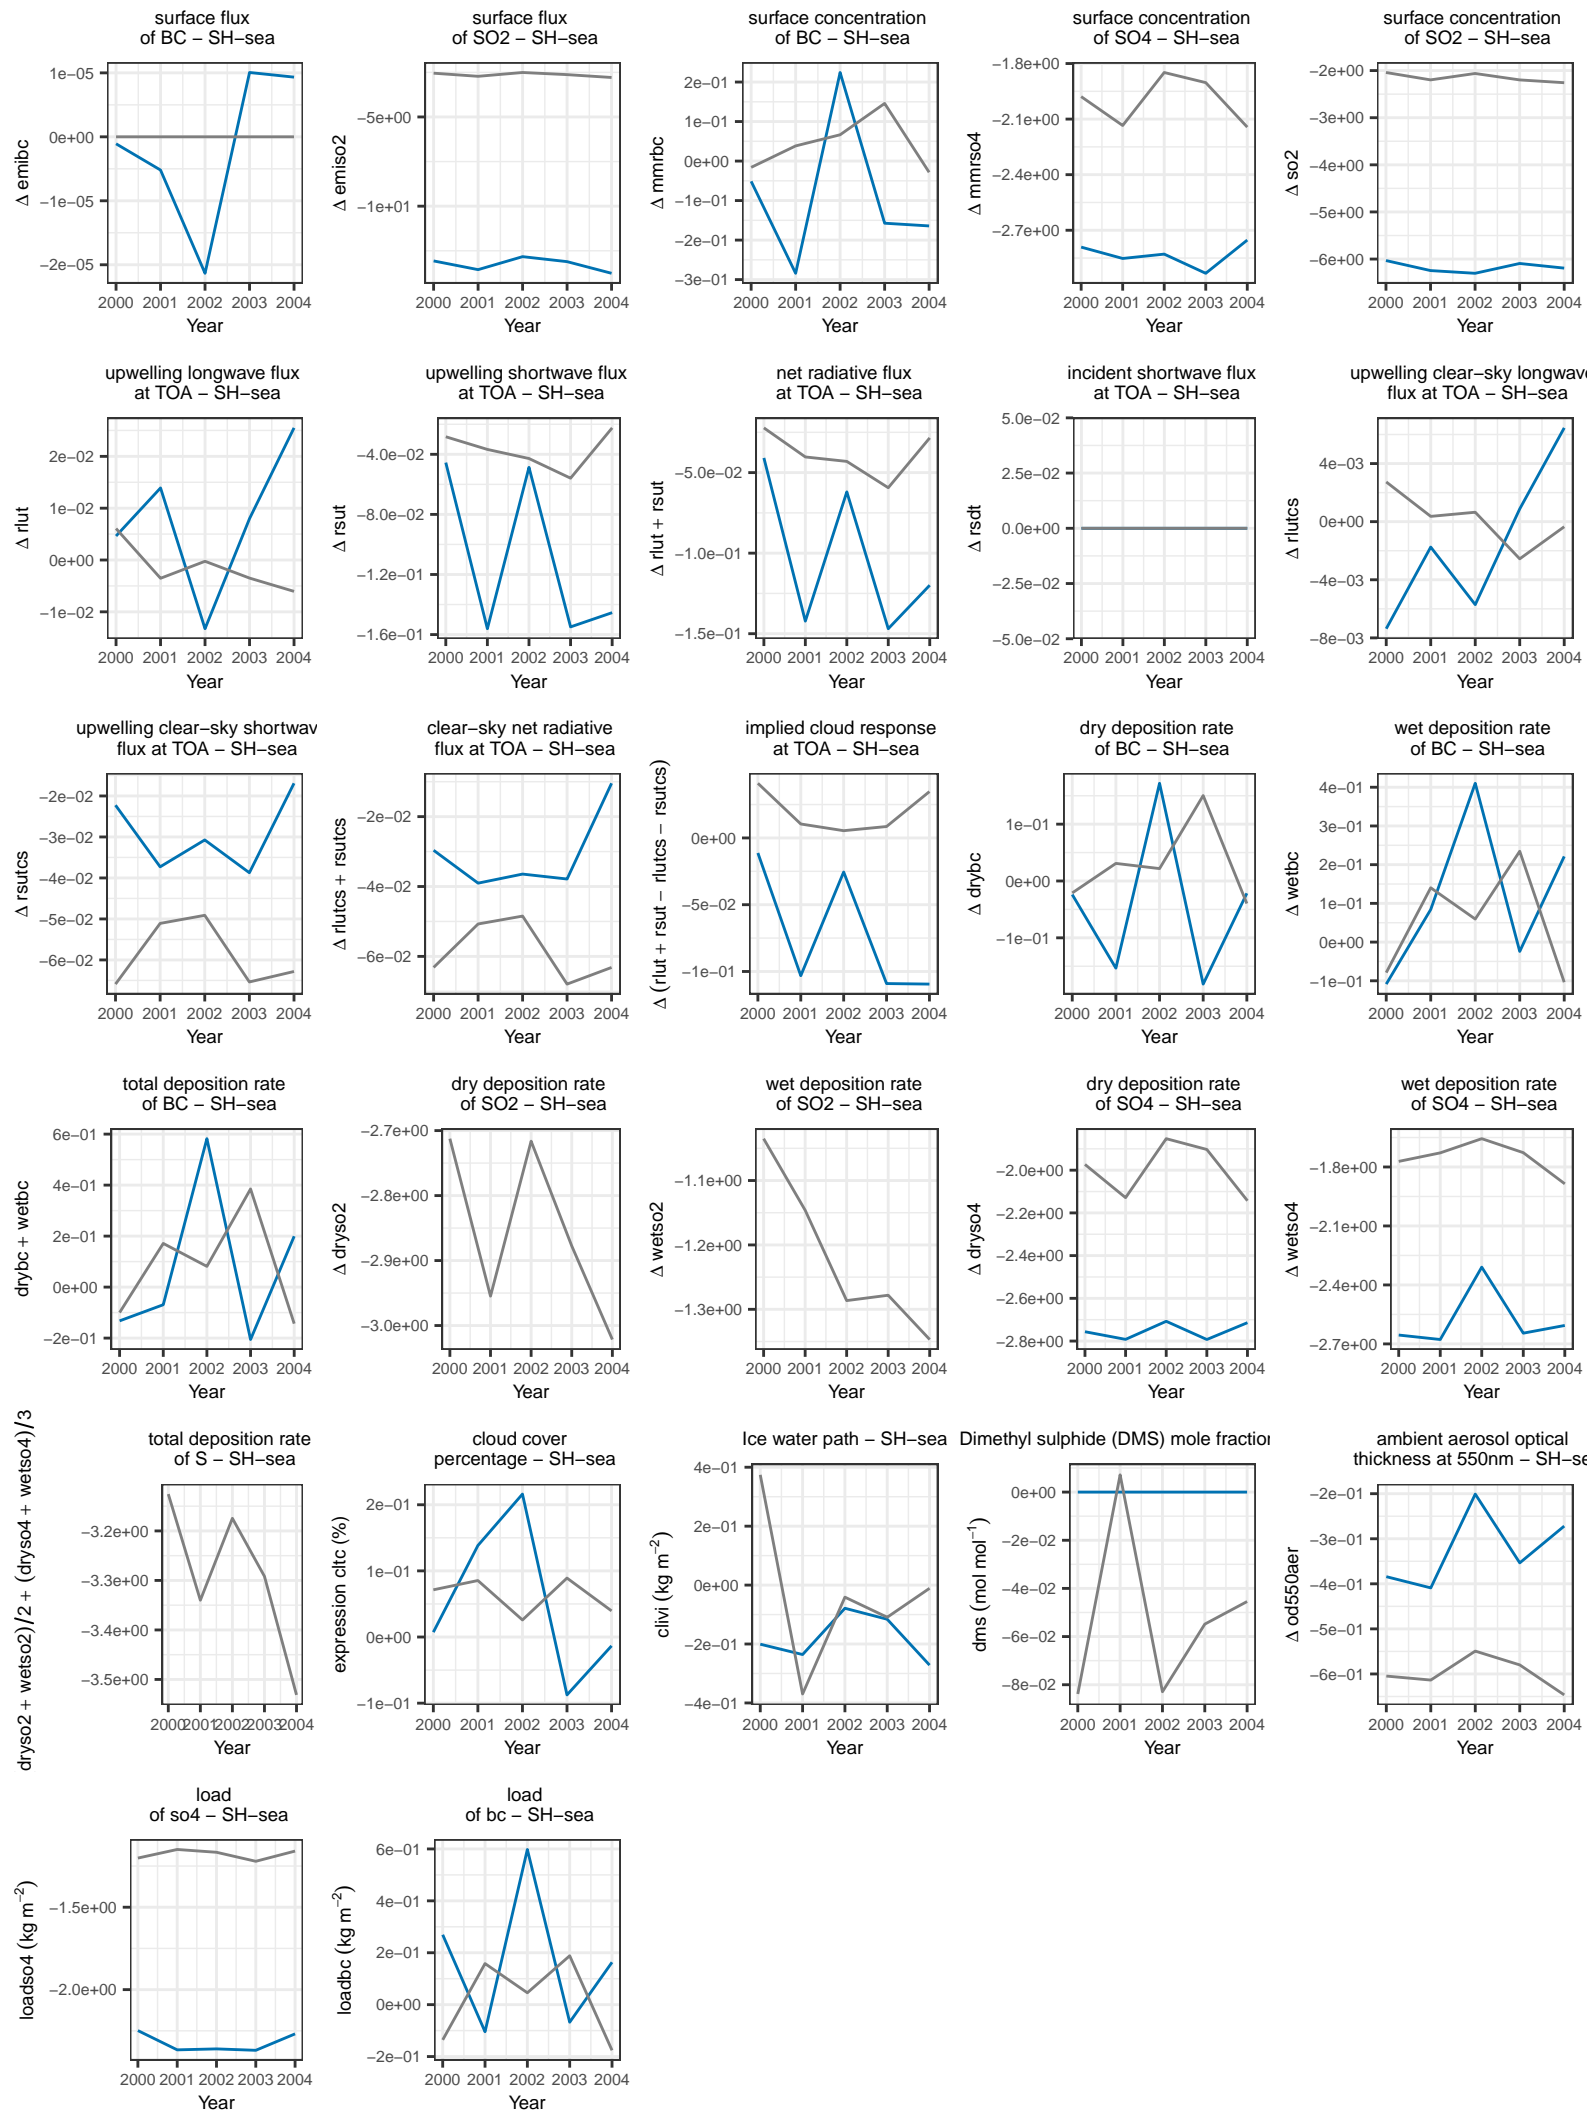 surface flux
of BC − SH−sea
Δ emibc
1e−05
0e+00
−1e−05
−2e−05
2000 2001 2002 2003 2004
Year
surface flux
of SO2 − SH−sea
Δ emiso2
−5e+00
−1e+01
2000 2001 2002 2003 2004
Year
surface concentration
of BC − SH−sea
Δ mmrbc
2e−01
1e−01
0e+00
−1e−01
−2e−01
−3e−01
2000 2001 2002 2003 2004
Year
surface concentration
of SO4 − SH−sea
Δ mmrso4
−1.8e+00
−2.1e+00
−2.4e+00
−2.7e+00
2000 2001 2002 2003 2004
Year
surface concentration
of SO2 − SH−sea
Δ so2
−2e+00
−3e+00
−4e+00
−5e+00
−6e+00
2000 2001 2002 2003 2004
Year
upwelling longwave flux
at TOA − SH−sea
Δ rlut
2e−02
1e−02
0e+00
−1e−02
2000 2001 2002 2003 2004
Year
upwelling shortwave flux
at TOA − SH−sea
Δ rsut
−4.0e−02
−8.0e−02
−1.2e−01
−1.6e−01
2000 2001 2002 2003 2004
Year
net radiative flux
at TOA − SH−sea
Δ rlut + rsut
−5.0e−02
−1.0e−01
−1.5e−01
2000 2001 2002 2003 2004
Year
incident shortwave flux
at TOA − SH−sea
Δ rsdt
5.0e−02
2.5e−02
0.0e+00
−2.5e−02
−5.0e−02
2000 2001 2002 2003 2004
Year
upwelling clear−sky longwave
flux at TOA − SH−sea
Δ rlutcs
4e−03
0e+00
−4e−03
−8e−03
2000 2001 2002 2003 2004
Year
upwelling clear−sky shortwav
flux at TOA − SH−sea
Δ rsutcs
−2e−02
−3e−02
−4e−02
−5e−02
−6e−02
2000 2001 2002 2003 2004
Year
clear−sky net radiative
flux at TOA − SH−sea
Δ rlutcs + rsutcs
−2e−02
−4e−02
−6e−02
2000 2001 2002 2003 2004
Year
implied cloud response
at TOA − SH−sea
Δ (rlut + rsut − rlutcs − rsutcs)
0e+00
−5e−02
−1e−01
2000 2001 2002 2003 2004
Year
dry deposition rate
of BC − SH−sea
Δ drybc
1e−01
0e+00
−1e−01
2000 2001 2002 2003 2004
Year
wet deposition rate
of BC − SH−sea
Δ wetbc
4e−01
3e−01
2e−01
1e−01
0e+00
−1e−01
2000 2001 2002 2003 2004
Year
total deposition rate
of BC − SH−sea
drybc + wetbc
6e−01
4e−01
2e−01
0e+00
−2e−01
2000 2001 2002 2003 2004
Year
dry deposition rate
of SO2 − SH−sea
Δ dryso2
−2.7e+00
−2.8e+00
−2.9e+00
−3.0e+00
2000 2001 2002 2003 2004
Year
wet deposition rate
of SO2 − SH−sea
Δ wetso2
−1.1e+00
−1.2e+00
−1.3e+00
2000 2001 2002 2003 2004
Year
dry deposition rate
of SO4 − SH−sea
Δ dryso4
−2.0e+00
−2.2e+00
−2.4e+00
−2.6e+00
−2.8e+00
2000 2001 2002 2003 2004
Year
wet deposition rate
of SO4 − SH−sea
Δ wetso4
−1.8e+00
−2.1e+00
−2.4e+00
−2.7e+00
2000 2001 2002 2003 2004
Year
total deposition rate
of S − SH−sea
dryso2 + wetso2)/2 + (dryso4 + wetso4)/3
−3.2e+00
−3.3e+00
−3.4e+00
−3.5e+00
2000 2001 2002 2003 2004
Year
cloud cover
percentage − SH−sea
expression cltc (%)
2e−01
1e−01
0e+00
−1e−01
2000 2001 2002 2003 2004
Year
Ice water path − SH−sea
clivi (kg m−2)
4e−01
2e−01
0e+00
−2e−01
−4e−01
2000 2001 2002 2003 2004
Year
Dimethyl sulphide (DMS) mole fraction
dms (mol mol−1)
0e+00
−2e−02
−4e−02
−6e−02
−8e−02
2000 2001 2002 2003 2004
Year
ambient aerosol optical
thickness at 550nm − SH−se
Δ od550aer
−2e−01
−3e−01
−4e−01
−5e−01
−6e−01
2000 2001 2002 2003 2004
Year
load
of so4 − SH−sea
loadso4 (kg m−2)
−1.5e+00
−2.0e+00
2000 2001 2002 2003 2004
Year
load
of bc − SH−sea
loadbc (kg m−2)
6e−01
4e−01
2e−01
0e+00
−2e−01
2000 2001 2002 2003 2004
Year